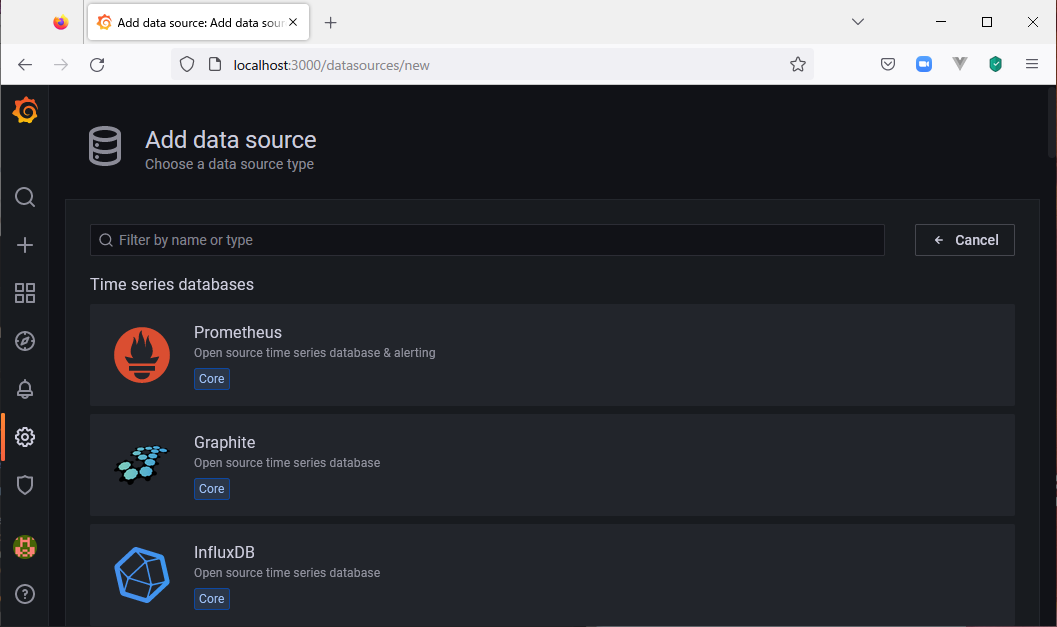 Add data source: Add data sour
localhost:3000/datasources/new
Add data source
Choose a data source type
Filter by name or type
Cancel
Time series databases
Prometheus
Open source time series database & alerting
Core
Graphite
Open source time series database
Core
InfluxDB
Open source time series database
Core